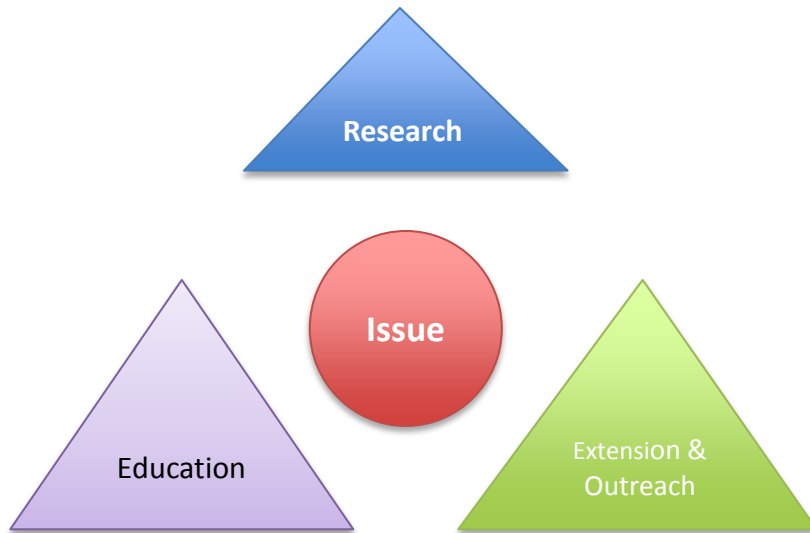 Research
Issue
Education
Extension &
Outreach